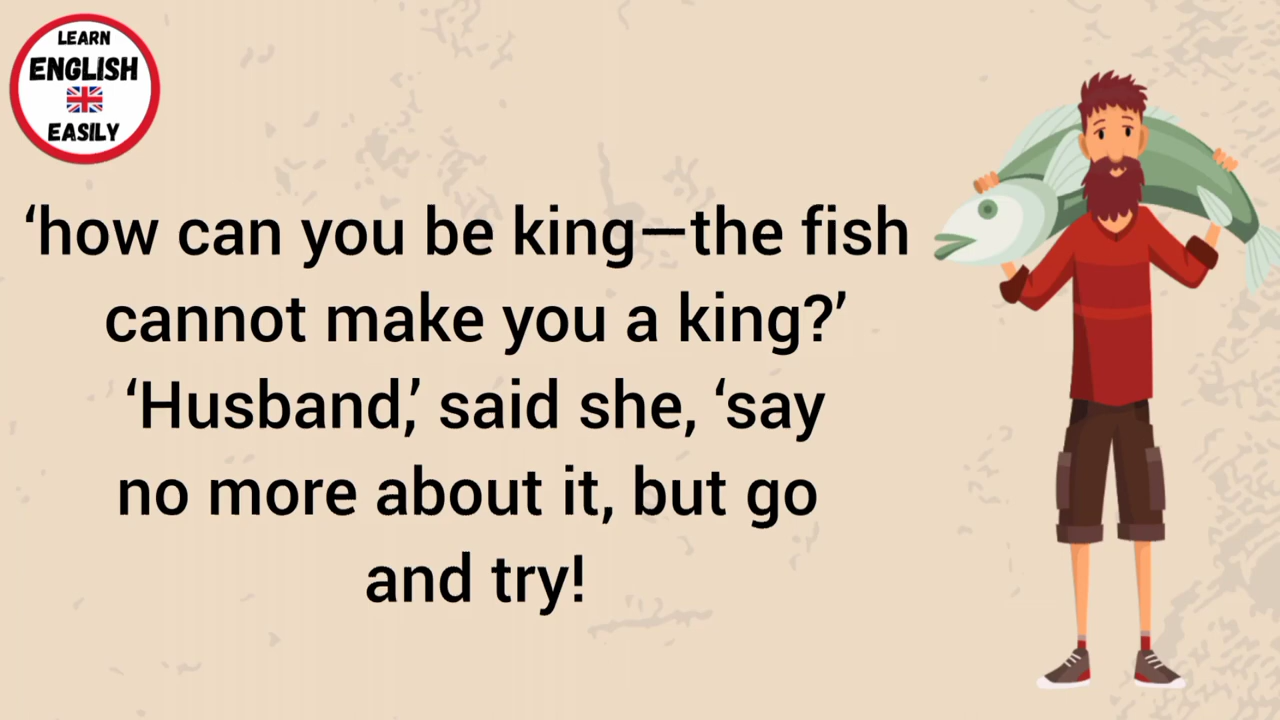 LEARN
ENGLISH
EASILY
‘how can you be king—the fish
cannot make you a king?’
‘Husband,’ said she, ‘say
no more about it, but go
and try!